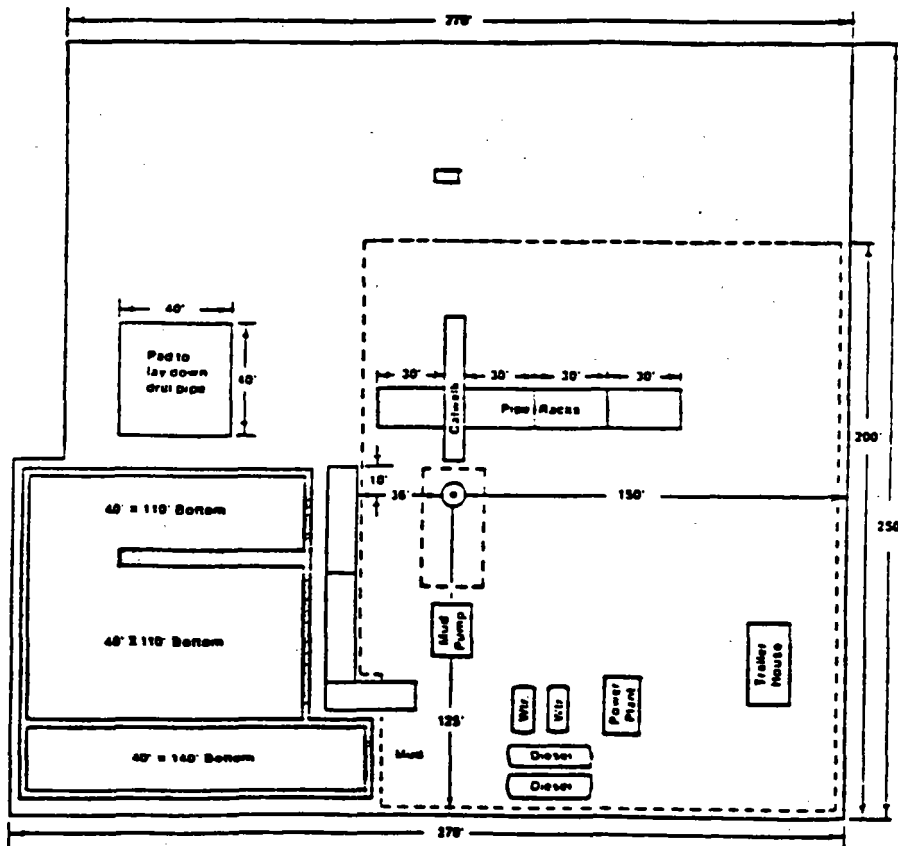 270'
40'
Pad to
lay down
drill pipe
40'
30'
30'
30'
30'
Catwalk
Pipe Racks
200'
10'
36'
150'
250'
40' X 110' Bottom
40' X 110' Bottom
Mud
Pump
Trailer
House
Wtr.
Wtr.
Power
Plant
125'
40' X 140' Bottom
Mud
Diesel
Diesel
270'